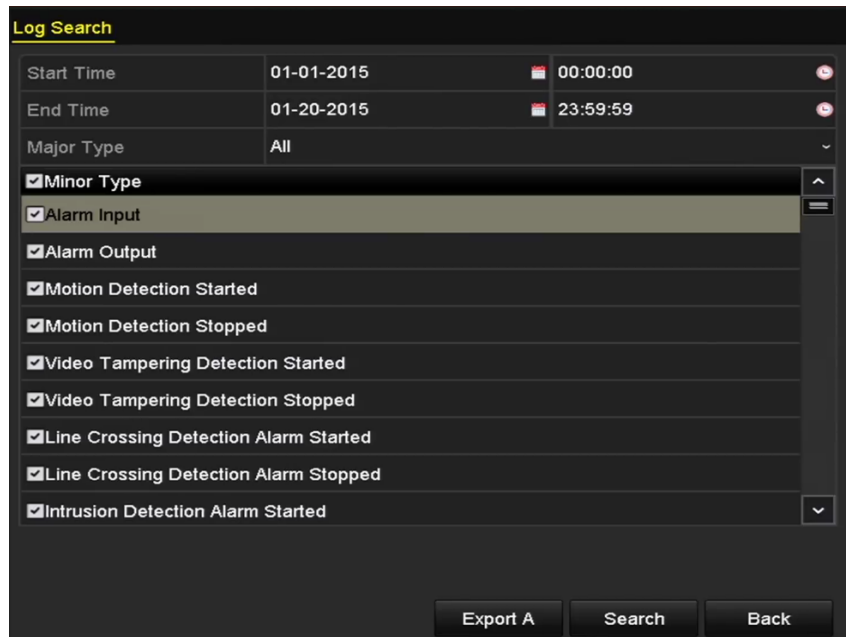 Log Search
Start Time 01-01-2015 00:00:00
End Time 01-20-2015 23:59:59
Major Type All
Minor Type
Alarm Input
Alarm Output
Motion Detection Started
Motion Detection Stopped
Video Tampering Detection Started
Video Tampering Detection Stopped
Line Crossing Detection Alarm Started
Line Crossing Detection Alarm Stopped
Intrusion Detection Alarm Started
Export A Search Back